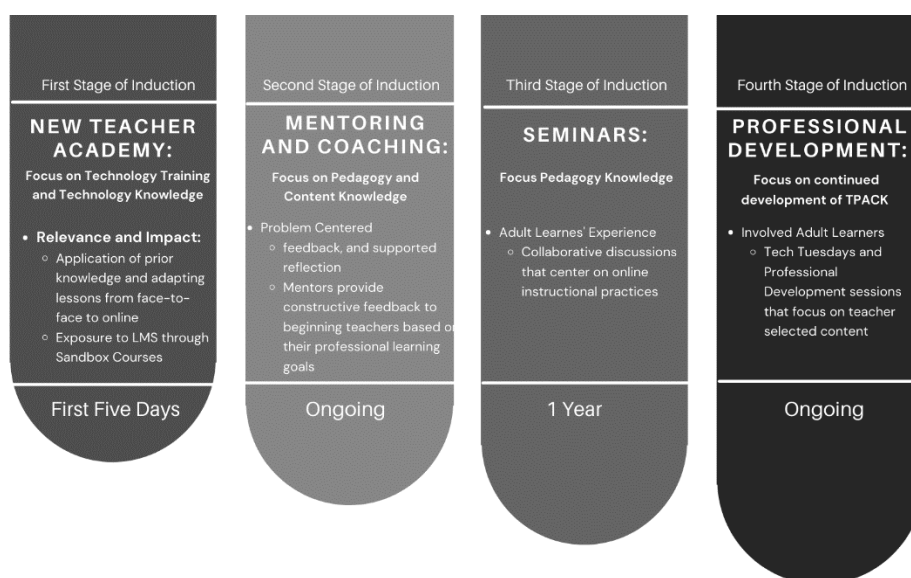 First Stage of Induction
NEW TEACHER
ACADEMY:
Focus on Technology Training
and Technology Knowledge
• Relevance and Impact:
○ Application of prior
knowledge and adapting
lessons from face-to-
face to online
○ Exposure to LMS through
Sandbox Courses
First Five Days
Second Stage of Induction
MENTORING
AND COACHING:
Focus on Pedagogy and
Content Knowledge
• Problem Centered
○ feedback, and supported
reflection
○ Mentors provide
constructive feedback to
beginning teachers based on
their professional learning
goals
Ongoing
Third Stage of Induction
SEMINARS:
Focus Pedagogy Knowledge
• Adult Learnes' Experience
○ Collaborative discussions
that center on online
instructional practices
1 Year
Fourth Stage of Induction
PROFESSIONAL
DEVELOPMENT:
Focus on continued
development of TPACK
• Involved Adult Learners
○ Tech Tuesdays and
Professional
Development sessions
that focus on teacher
selected content
Ongoing